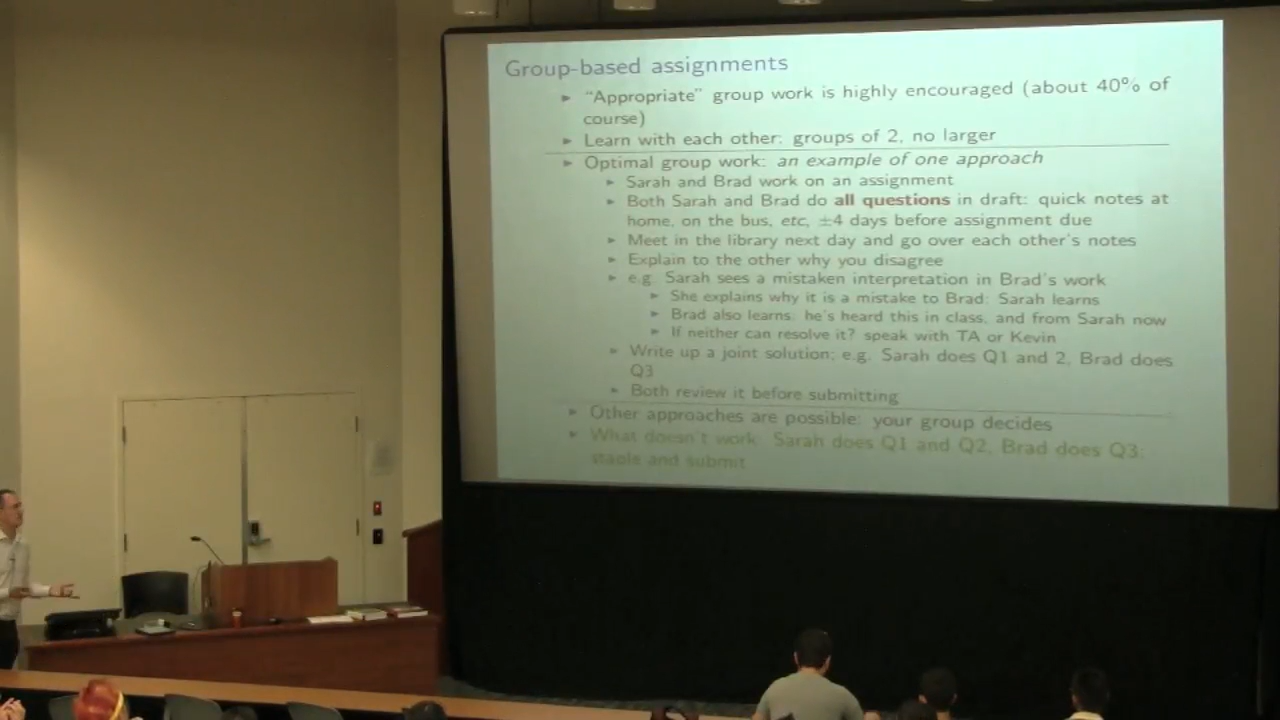 Group-based assignments
► "Appropriate" group work is highly encouraged (about 40% of
course)
► Learn with each other: groups of 2, no larger
► Optimal group work: an example of one approach
► Sarah and Brad work on an assignment
► Both Sarah and Brad do all questions in draft: quick notes at
home, on the bus, etc, ±4 days before assignment due
► Meet in the library next day and go over each other's notes
► Explain to the other why you disagree
► e.g. Sarah sees a mistaken interpretation in Brad's work
► She explains why it is a mistake to Brad: Sarah learns
► Brad also learns: he's heard this in class, and from Sarah now
► If neither can resolve it? speak with TA or Kevin
► Write up a joint solution; e.g. Sarah does Q1 and 2, Brad does
Q3
► Both review it before submitting
► Other approaches are possible: your group decides
► What doesn't work: Sarah does Q1 and Q2, Brad does Q3;
staple and submit